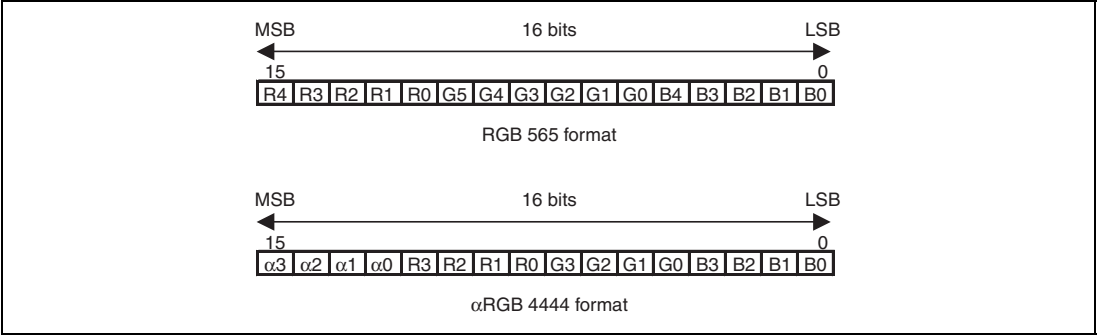 MSB 16 bits LSB
15 0
R4 R3 R2 R1 R0 G5 G4 G3 G2 G1 G0 B4 B3 B2 B1 B0
RGB 565 format
MSB 16 bits LSB
15 0
α3 α2 α1 α0 R3 R2 R1 R0 G3 G2 G1 G0 B3 B2 B1 B0
αRGB 4444 format